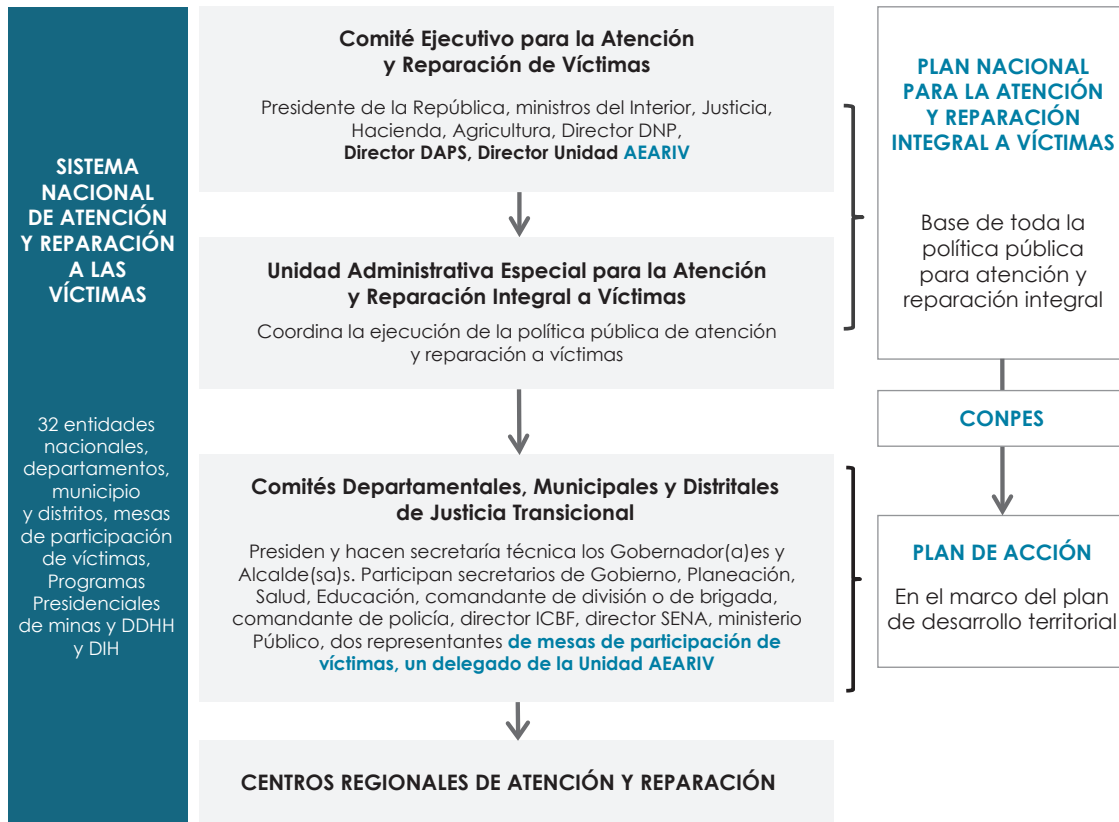 SISTEMA
NACIONAL
DE ATENCIÓN
Y REPARACIÓN
A LAS
VÍCTIMAS
32 entidades
nacionales,
departamentos,
municipio
y distritos, mesas
de participación
de víctimas,
Programas
Presidenciales
de minas y DDHH
y DIH
Comité Ejecutivo para la Atención
y Reparación de Víctimas
Presidente de la República, ministros del Interior, Justicia,
Hacienda, Agricultura, Director DNP,
Director DAPS, Director Unidad AEARIV
Unidad Administrativa Especial para la Atención
y Reparación Integral a Víctimas
Coordina la ejecución de la política pública de atención
y reparación a víctimas
Comités Departamentales, Municipales y Distritales
de Justicia Transicional
Presiden y hacen secretaría técnica los Gobernador(a)es y
Alcalde(sa)s. Participan secretarios de Gobierno, Planeación,
Salud, Educación, comandante de división o de brigada,
comandante de policía, director ICBF, director SENA, ministerio
Público, dos representantes de mesas de participación de
víctimas, un delegado de la Unidad AEARIV
CENTROS REGIONALES DE ATENCIÓN Y REPARACIÓN
PLAN NACIONAL
PARA LA ATENCIÓN
Y REPARACIÓN
INTEGRAL A VÍCTIMAS
Base de toda la
política pública
para atención y
reparación integral
CONPES
PLAN DE ACCIÓN
En el marco del plan
de desarrollo territorial